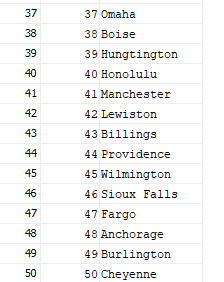 37 37 Omaha
38 38 Boise
39 39 Hungtington
40 40 Honolulu
41 41 Manchester
42 42 Lewiston
43 43 Billings
44 44 Providence
45 45 Wilmington
46 46 Sioux Falls
47 47 Fargo
48 48 Anchorage
49 49 Burlington
50 50 Cheyenne